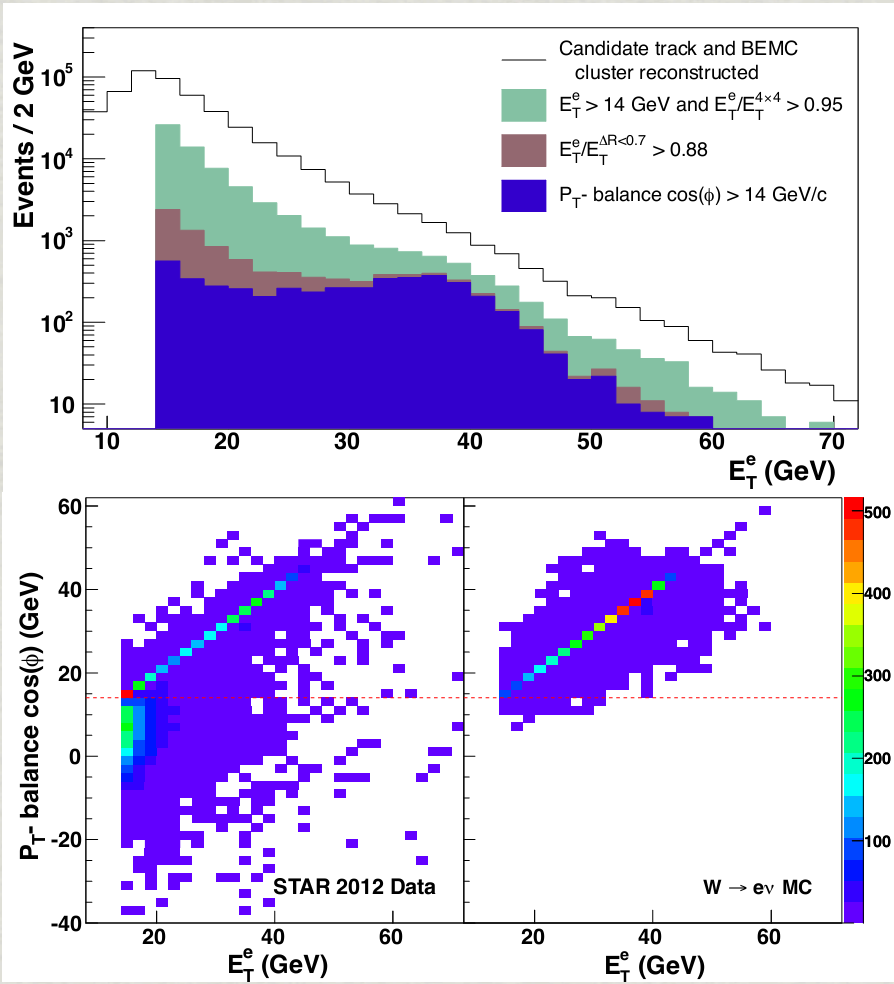 Events / 2 GeV
10⁵
10⁴
10³
10²
10
Candidate track and BEMC
cluster reconstructed
E_T^e > 14 GeV and E_T^e/E_T^{4×4} > 0.95
E_T^e/E_T^{ΔR<0.7} > 0.88
P_T- balance cos(ϕ) > 14 GeV/c
10 20 30 40 50 60 70
E_T^e (GeV)
P_T- balance cos(ϕ) (GeV)
60
40
20
0
-20
-40
STAR 2012 Data
W → eν MC
500
400
300
200
100
20 40 60
20 40 60
E_T^e (GeV)
E_T^e (GeV)